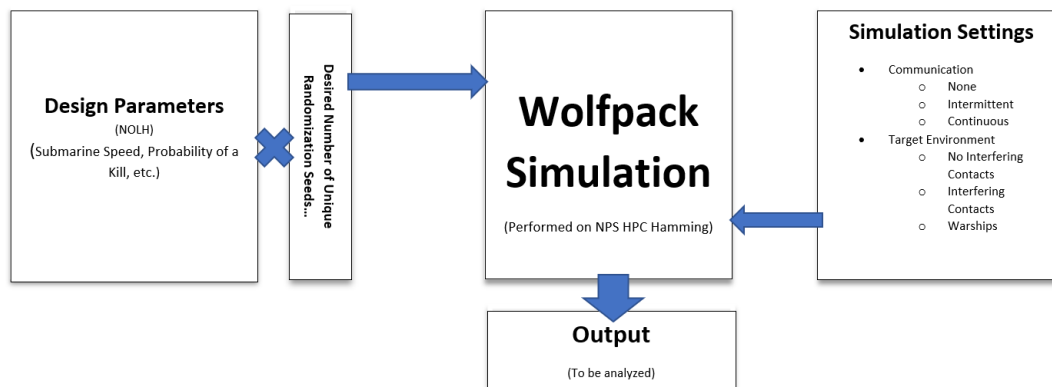 Design Parameters
(NOLH)
(Submarine Speed, Probability of a
Kill, etc.)
Desired Number of Unique
Randomization Seeds...
Wolfpack
Simulation
(Performed on NPS HPC Hamming)
Simulation Settings
• Communication
o None
o Intermittent
o Continuous
• Target Environment
o No Interfering
Contacts
o Interfering
Contacts
o Warships
Output
(To be analyzed)